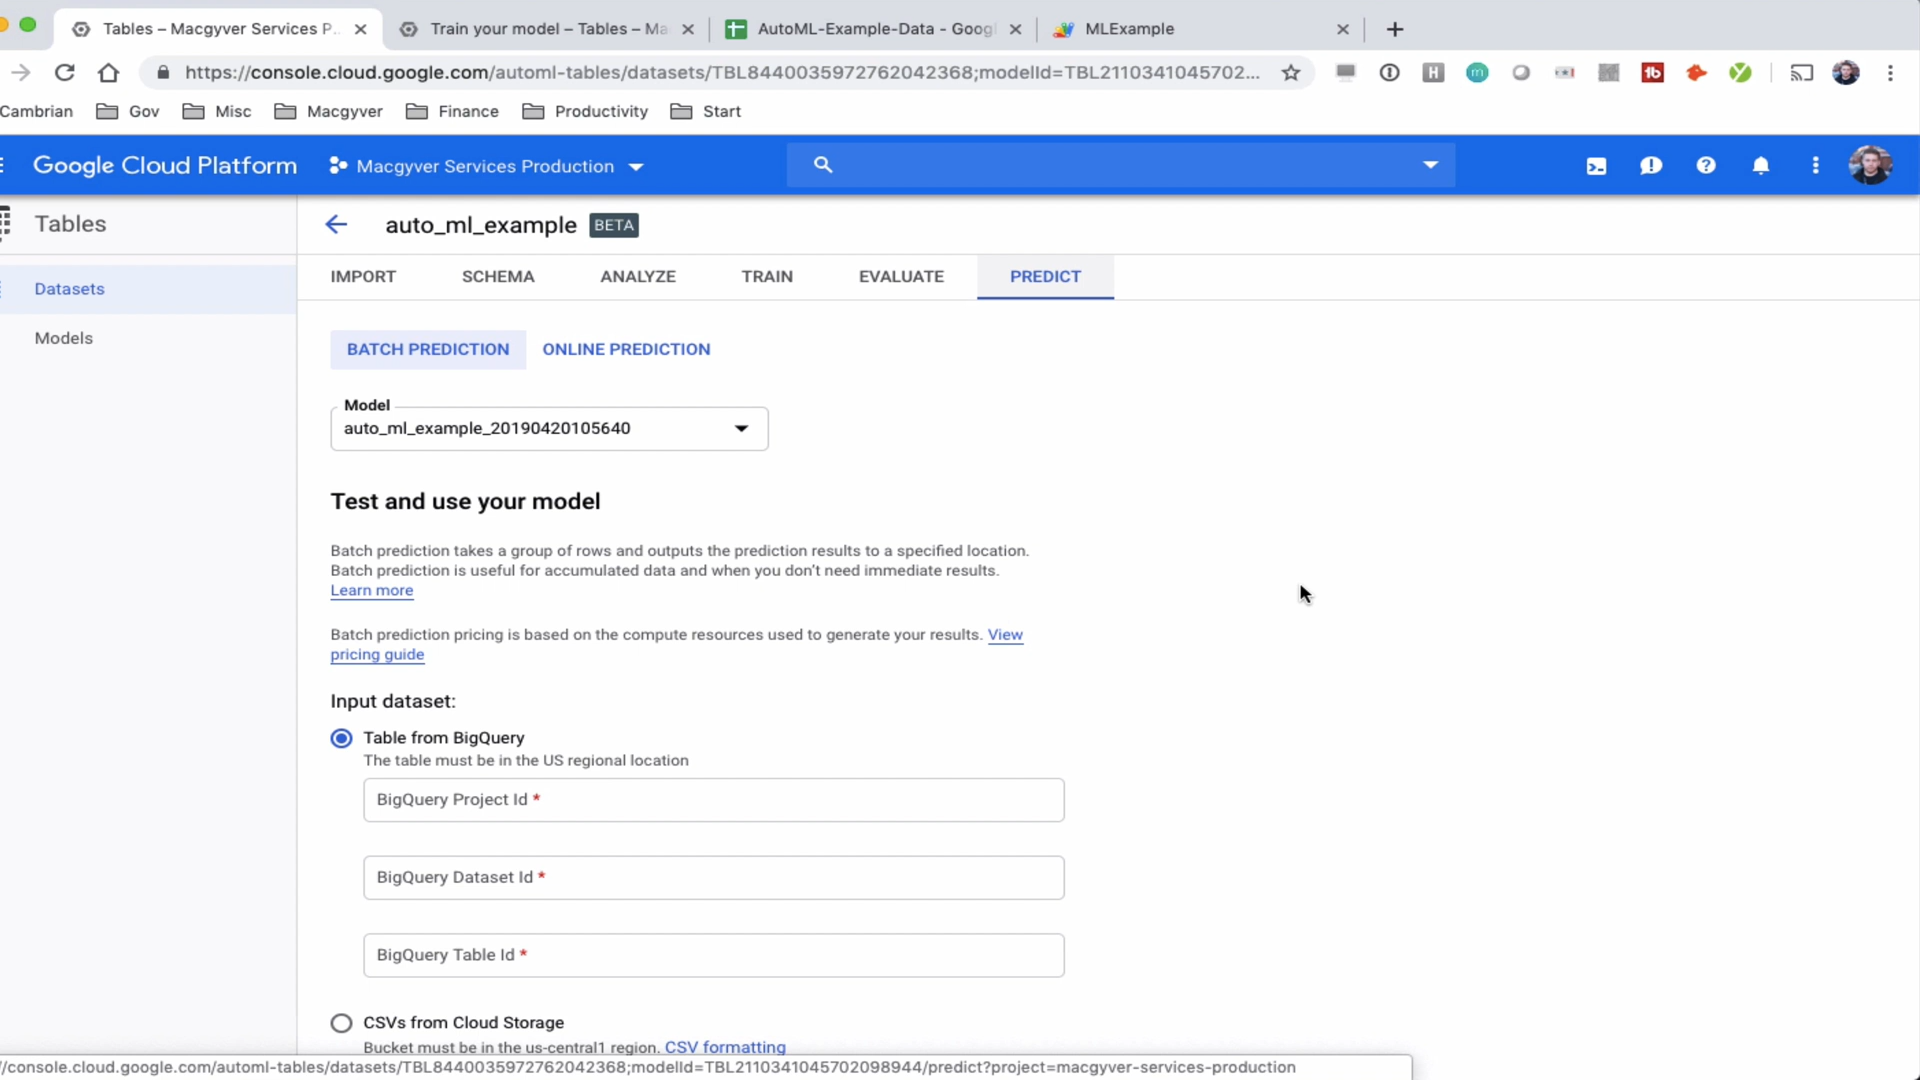 Tables – Macgyver Services P
Train your model – Tables – Ma
AutoML-Example-Data - Googl
MLExample
https://console.cloud.google.com/automl-tables/datasets/TBL8440035972762042368;modelId=TBL2110341045702...
H
m
tb
Cambrian
Gov
Misc
Macgyver
Finance
Productivity
Start
Google Cloud Platform
Macgyver Services Production
Tables
auto_ml_example BETA
IMPORT
SCHEMA
ANALYZE
TRAIN
EVALUATE
PREDICT
Datasets
Models
BATCH PREDICTION
ONLINE PREDICTION
Model
auto_ml_example_20190420105640
Test and use your model
Batch prediction takes a group of rows and outputs the prediction results to a specified location.
Batch prediction is useful for accumulated data and when you don't need immediate results.
Learn more
Batch prediction pricing is based on the compute resources used to generate your results. View
pricing guide
Input dataset:
Table from BigQuery
The table must be in the US regional location
BigQuery Project Id *
BigQuery Dataset Id *
BigQuery Table Id *
CSVs from Cloud Storage
Bucket must be in the us-central1 region. CSV formatting
//console.cloud.google.com/automl-tables/datasets/TBL8440035972762042368;modelId=TBL2110341045702098944/predict?project=macgyver-services-production